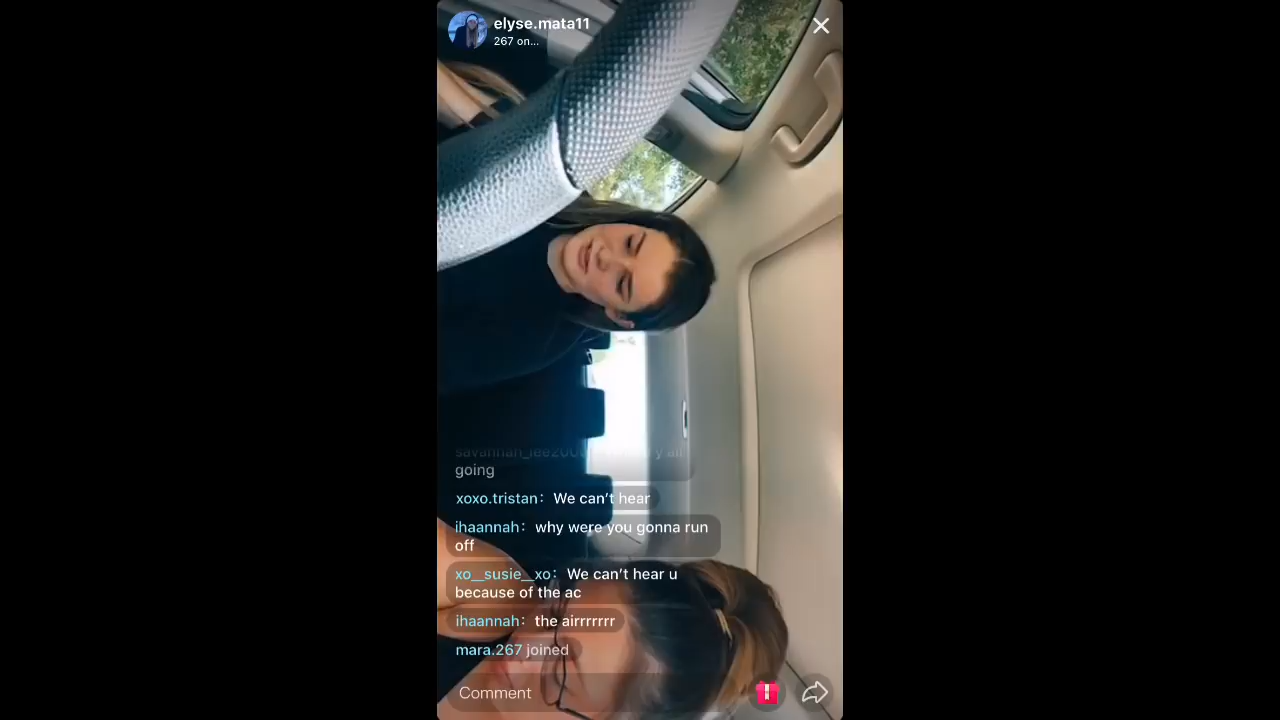 elyse.mata11
267 on...
going
xoxo.tristan: We can't hear
ihaannah: why were you gonna run
off
xo__susie__xo: We can't hear u
because of the ac
ihaannah: the airrrrrrr
mara.267 joined
Comment